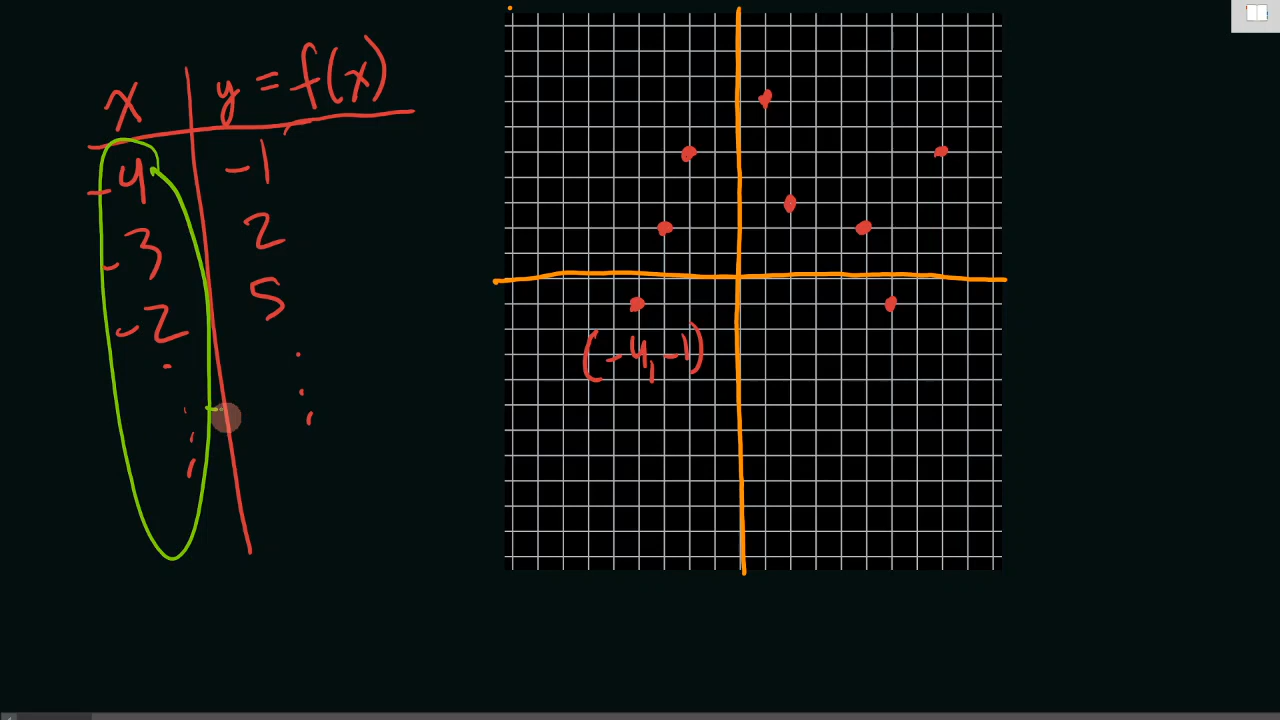 x y = f(x)
-4 -1
-3 2
-2 5
(-4, -1)